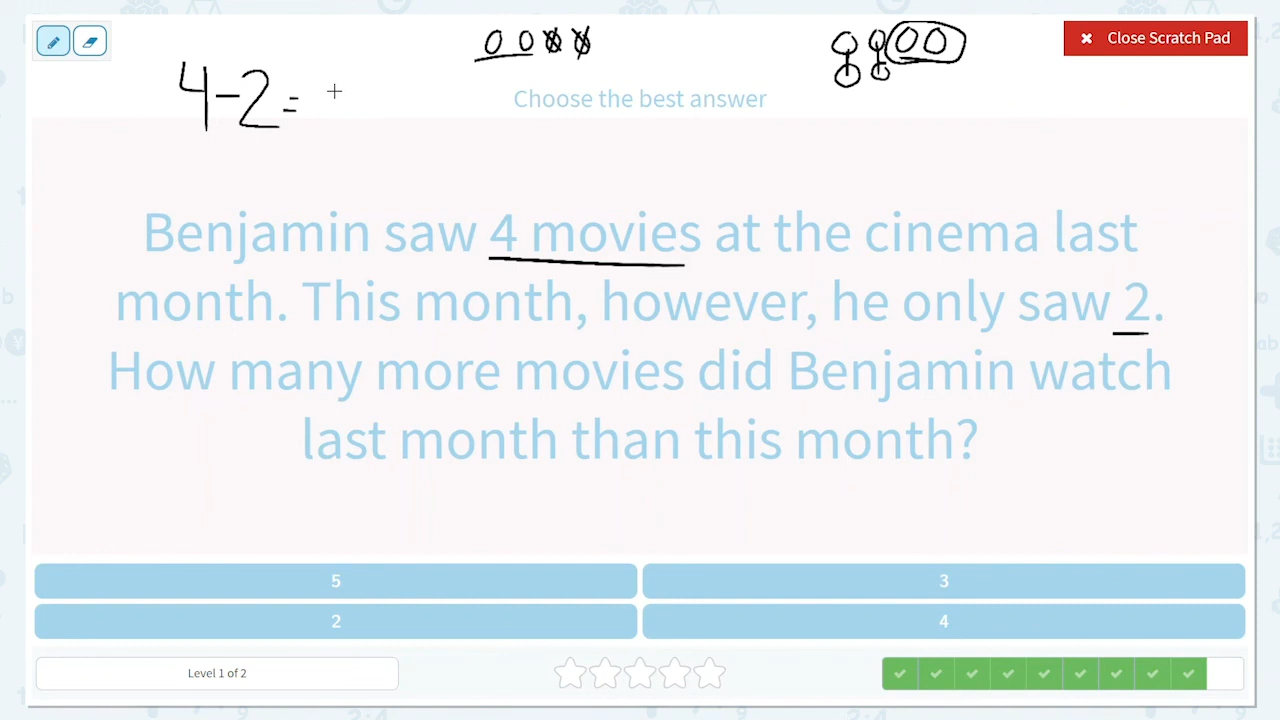 ✖ Close Scratch Pad
4-2=
Choose the best answer
Benjamin saw 4 movies at the cinema last
month. This month, however, he only saw 2.
How many more movies did Benjamin watch
last month than this month?
5
3
2
4
Level 1 of 2